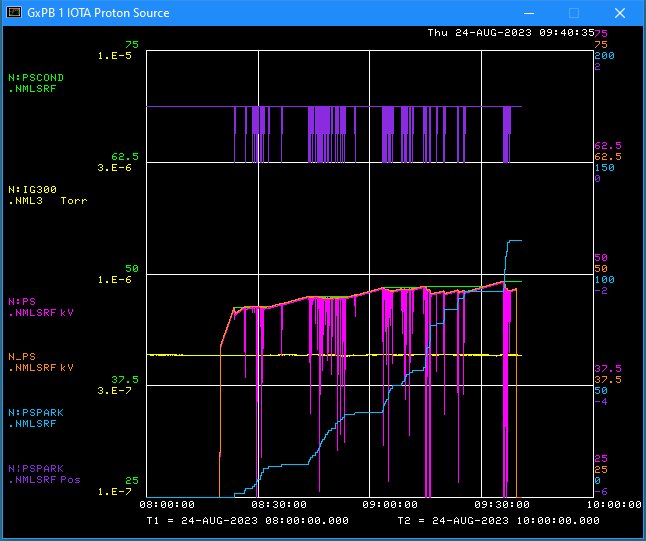 GxPB 1 IOTA Proton Source
Thu 24-AUG-2023 09:40:35
75
75
75
1.E-5
200
2
N:PSCOND
.NMLSRF
62.5
62.5
62.5
3.E-6
150
0
N:IG300
.NML3 Torr
50
50
50
1.E-6
100
-2
N:PS
.NMLSRF kV
N_PS
.NMLSRF kV
37.5
37.5
37.5
3.E-7
50
-4
N:PSPARK
.NMLSRF
N:PSPARK
.NMLSRF Pos
25
25
25
1.E-7
0
-6
08:00:00
08:30:00
09:00:00
09:30:00
10:00:00
T1 = 24-AUG-2023 08:00:00.000
T2 = 24-AUG-2023 10:00:00.000